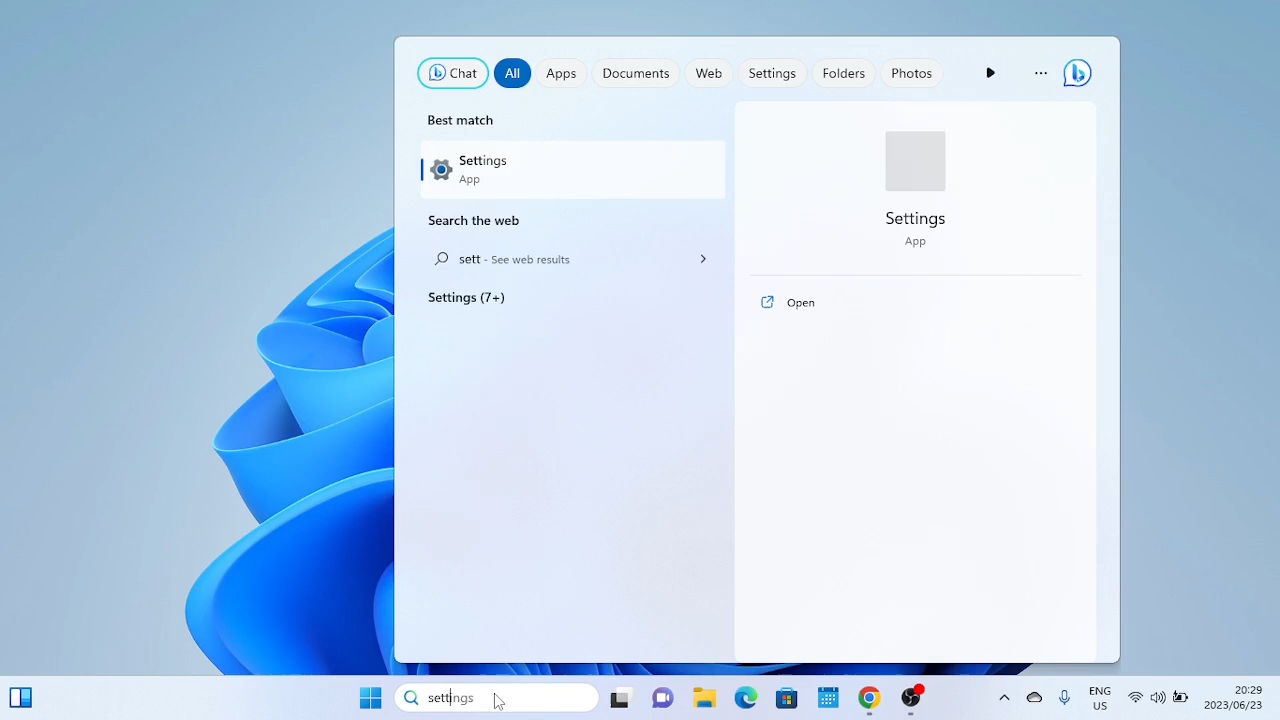 Chat All Apps Documents Web Settings Folders Photos
Best match
Settings
App
Search the web
sett - See web results
Settings (7+)
Settings
App
Open
settings
ENG
US
20:29
2023/06/23